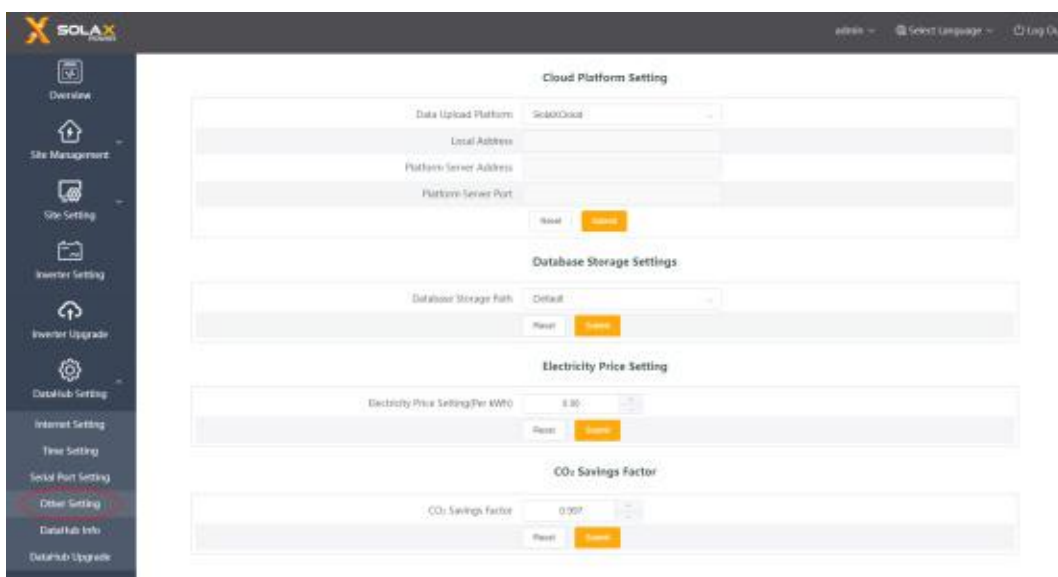 SOLAX
POWER
admin
Select Language
Log Ou
Overview
Site Management
Site Setting
Inverter Setting
Inverter Upgrade
DataHub Setting
Internet Setting
Time Setting
Serial Port Setting
Other Setting
DataHub Info
DataHub Upgrade
Cloud Platform Setting
Data Upload Platform SolaXCloud
Local Address
Platform Server Address
Platform Server Port
Reset Submit
Database Storage Settings
Database Storage Path Default
Reset Submit
Electricity Price Setting
Electricity Price Setting(Per kWh)
Reset Submit
CO₂ Savings Factor
CO₂ Savings Factor 0.997
Reset Submit